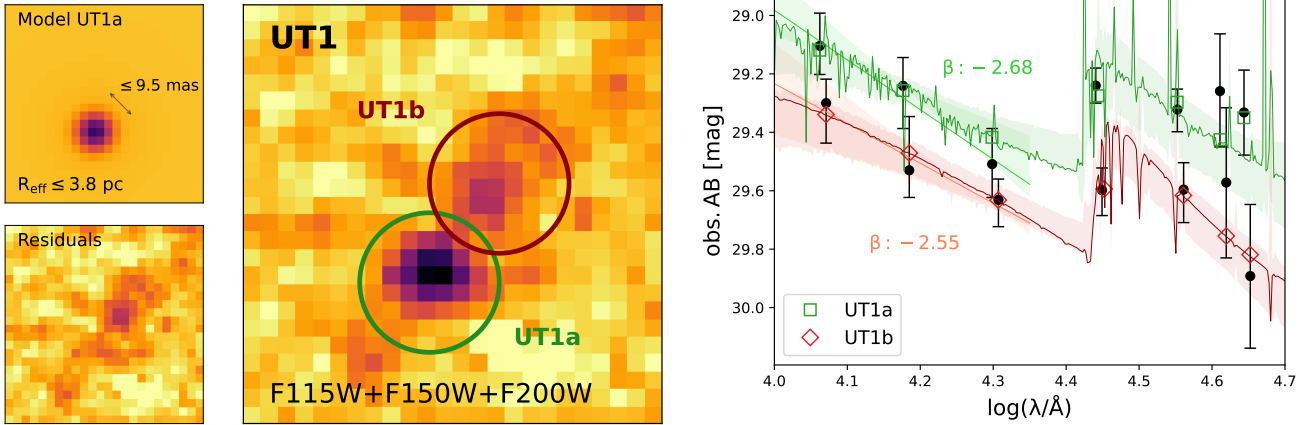 Model UT1a
≤ 9.5 mas
R_eff ≤ 3.8 pc
Residuals
UT1
UT1b
UT1a
F115W+F150W+F200W
obs. AB [mag]
29.0
29.2
29.4
29.6
29.8
30.0
β: −2.68
β: −2.55
UT1a
UT1b
4.0 4.1 4.2 4.3 4.4 4.5 4.6 4.7
log(λ/Å)